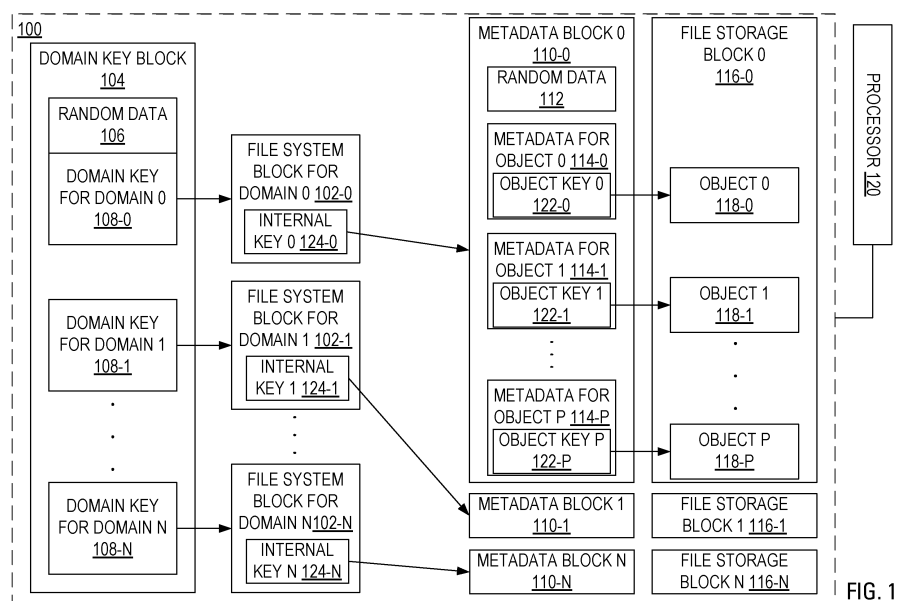 100
DOMAIN KEY BLOCK
104
RANDOM DATA
106
DOMAIN KEY
FOR DOMAIN 0
108-0
DOMAIN KEY
FOR DOMAIN 1
108-1
DOMAIN KEY
FOR DOMAIN N
108-N
FILE SYSTEM
BLOCK FOR
DOMAIN 0 102-0
INTERNAL
KEY 0 124-0
FILE SYSTEM
BLOCK FOR
DOMAIN 1 102-1
INTERNAL
KEY 1 124-1
FILE SYSTEM
BLOCK FOR
DOMAIN N102-N
INTERNAL
KEY N 124-N
METADATA BLOCK 0
110-0
RANDOM DATA
112
METADATA FOR
OBJECT 0 114-0
OBJECT KEY 0
122-0
METADATA FOR
OBJECT 1 114-1
OBJECT KEY 1
122-1
METADATA FOR
OBJECT P 114-P
OBJECT KEY P
122-P
METADATA BLOCK 1
110-1
METADATA BLOCK N
110-N
FILE STORAGE
BLOCK 0
116-0
OBJECT 0
118-0
OBJECT 1
118-1
OBJECT P
118-P
FILE STORAGE
BLOCK 1 116-1
FILE STORAGE
BLOCK N 116-N
PROCESSOR 120
FIG. 1